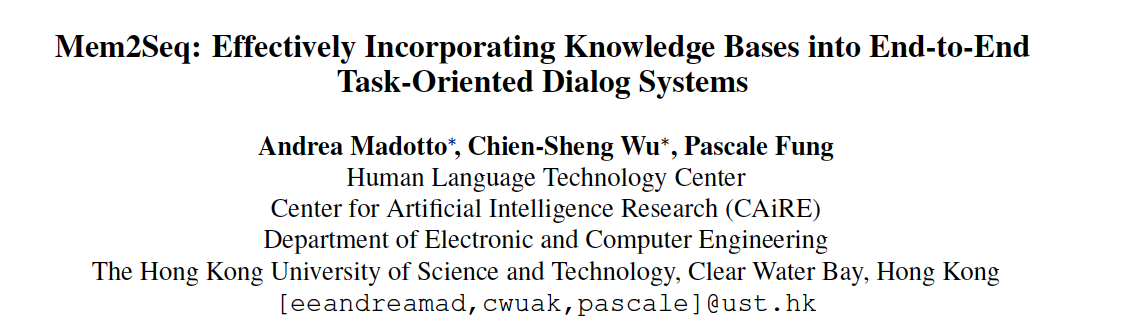 Mem2Seq: Effectively Incorporating Knowledge Bases into End-to-End
Task-Oriented Dialog Systems
Andrea Madotto*, Chien-Sheng Wu*, Pascale Fung
Human Language Technology Center
Center for Artificial Intelligence Research (CAiRE)
Department of Electronic and Computer Engineering
The Hong Kong University of Science and Technology, Clear Water Bay, Hong Kong
[eeandreamad,cwuak,pascale]@ust.hk